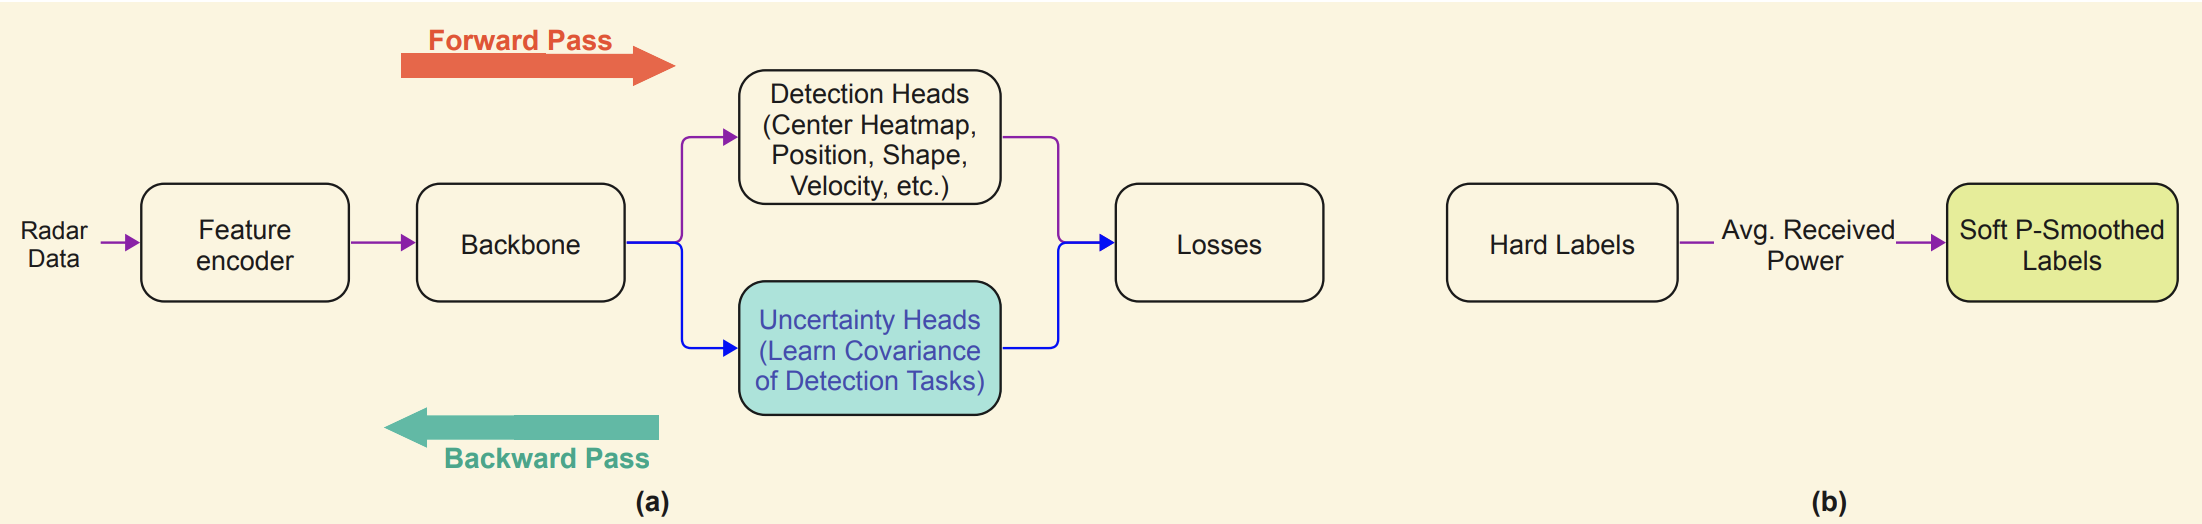 Forward Pass
Radar
Data
Feature
encoder
Backbone
Detection Heads
(Center Heatmap,
Position, Shape,
Velocity, etc.)
Uncertainty Heads
(Learn Covariance
of Detection Tasks)
Losses
Backward Pass
(a)
Hard Labels
Avg. Received
Power
Soft P-Smoothed
Labels
(b)